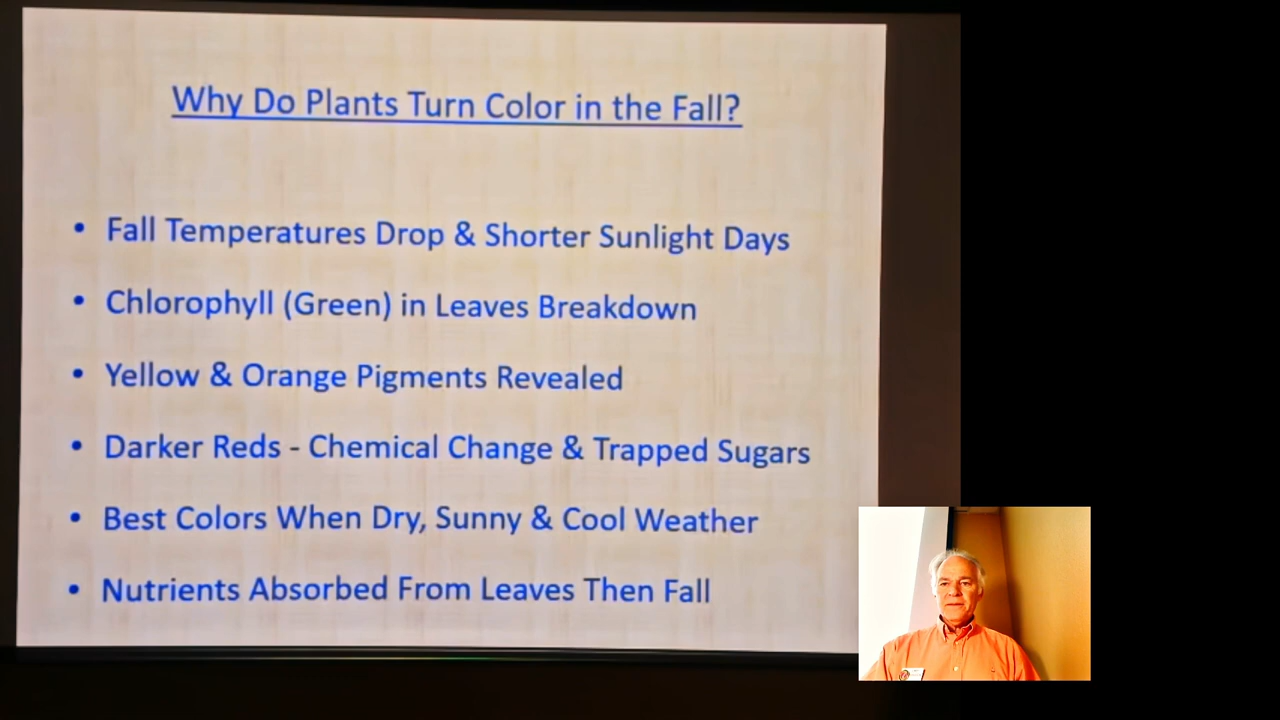 Why Do Plants Turn Color in the Fall?
• Fall Temperatures Drop & Shorter Sunlight Days
• Chlorophyll (Green) in Leaves Breakdown
• Yellow & Orange Pigments Revealed
• Darker Reds - Chemical Change & Trapped Sugars
• Best Colors When Dry, Sunny & Cool Weather
• Nutrients Absorbed From Leaves Then Fall